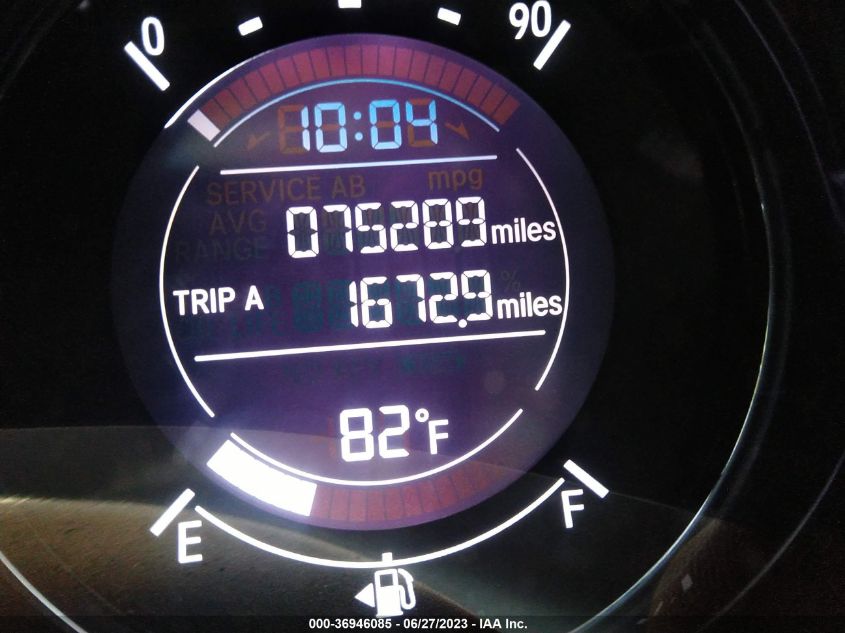 0 90
10:04
SERVICE AB mpg
AVG
075289 miles
RANGE
TRIP A 1672.9 miles
%
82°F
E F
000-36946085 - 06/27/2023 - IAA Inc.